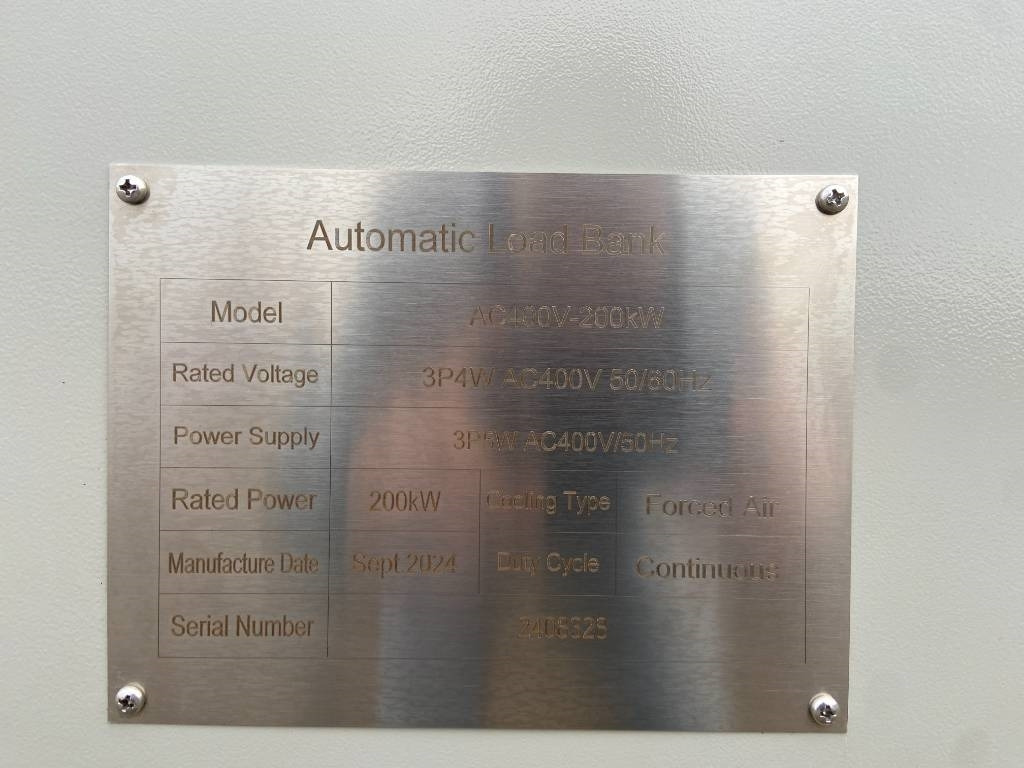 Automatic Load Bank
Model AC400V-200kW
Rated Voltage 3P4W AC400V 50/60Hz
Power Supply 3P5W AC400V/50Hz
Rated Power 200kW Cooling Type Forced Air
Manufacture Date Sept 2024 Duty Cycle Continuous
Serial Number